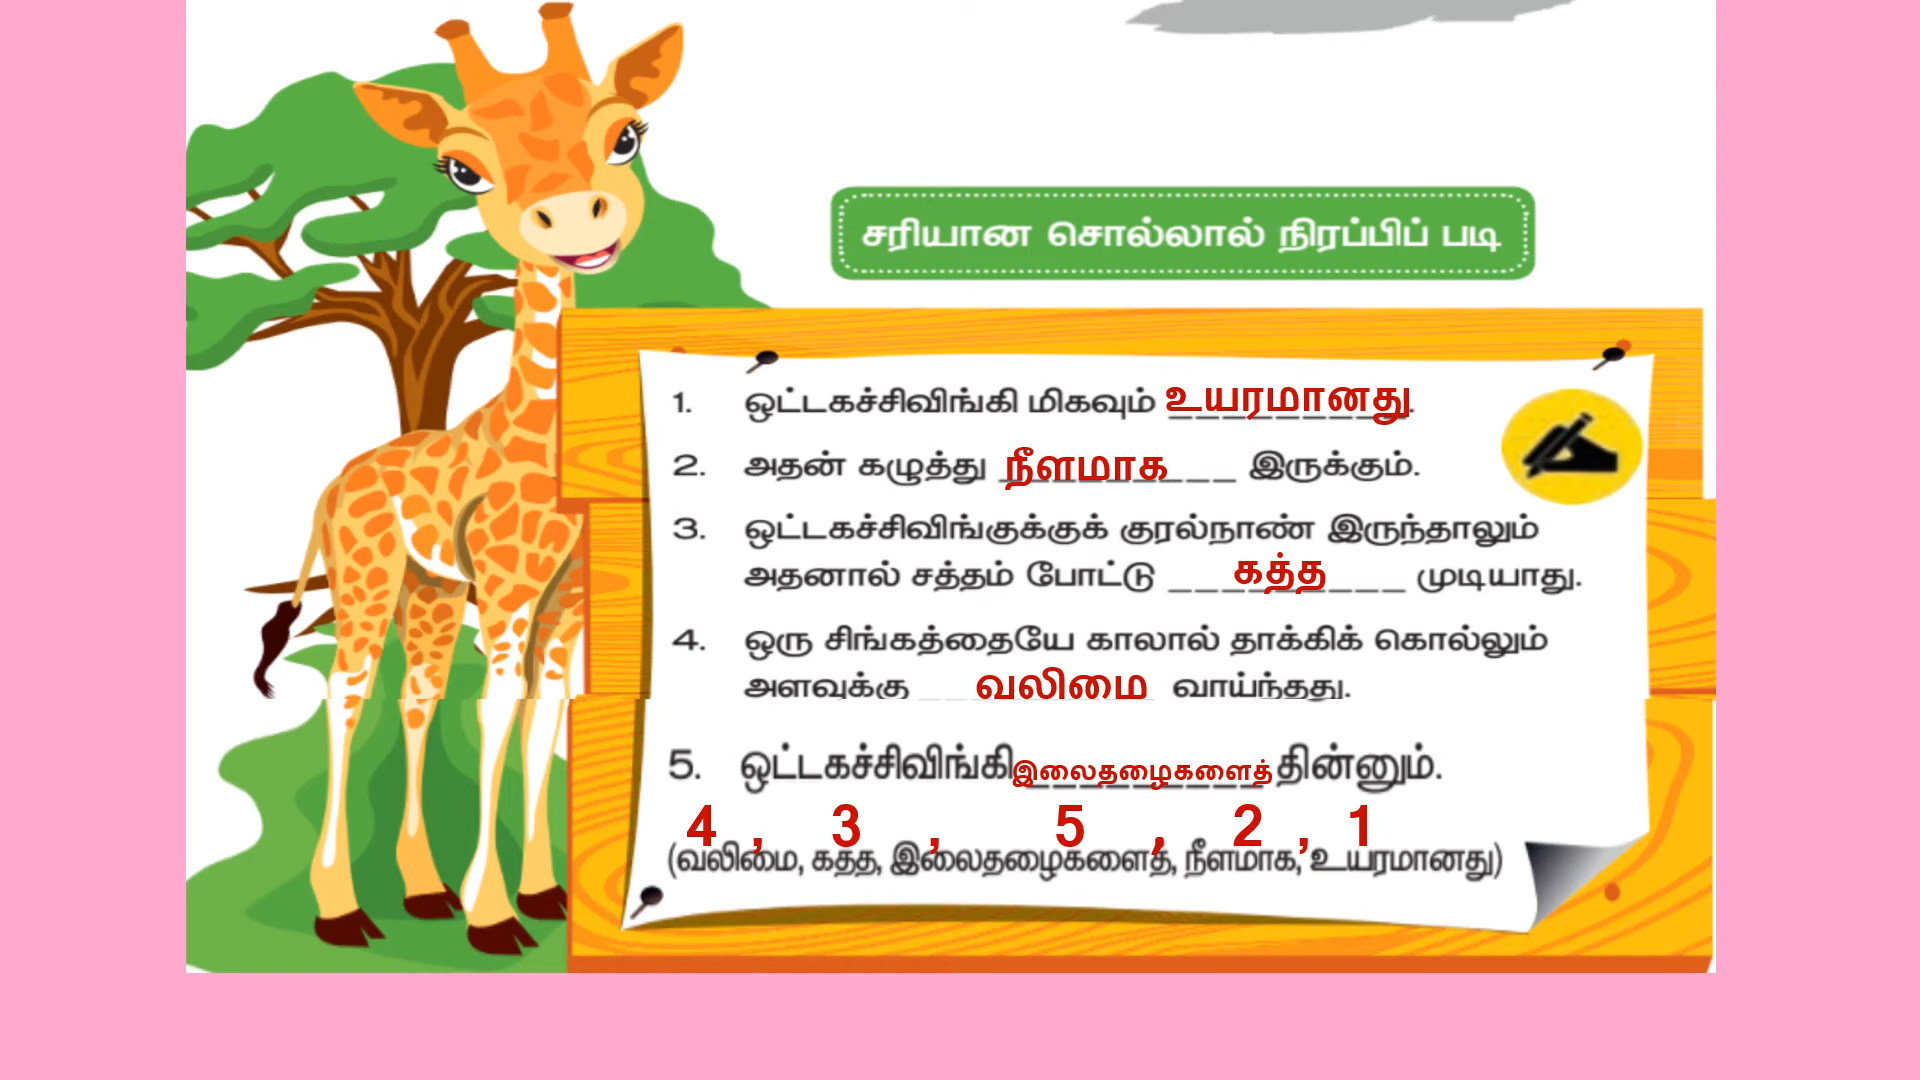 சரியான சொல்லால் நிரப்பிப் படி
1. ஒட்டகச்சிவிங்கி மிகவும் உயரமானது.
2. அதன் கழுத்து நீளமாக இருக்கும்.
3. ஒட்டகச்சிவிங்குக்குக் குரல்நாண் இருந்தாலும்
அதனால் சத்தம் போட்டு கத்த முடியாது.
4. ஒரு சிங்கத்தையே காலால் தாக்கிக் கொல்லும்
அளவுக்கு வலிமை வாய்ந்தது.
5. ஒட்டகச்சிவிங்கி இலைதழைகளைத் தின்னும்.
4 , 3 , 5 , 2 , 1
(வலிமை, கத்த, இலைதழைகளைத், நீளமாக, உயரமானது)